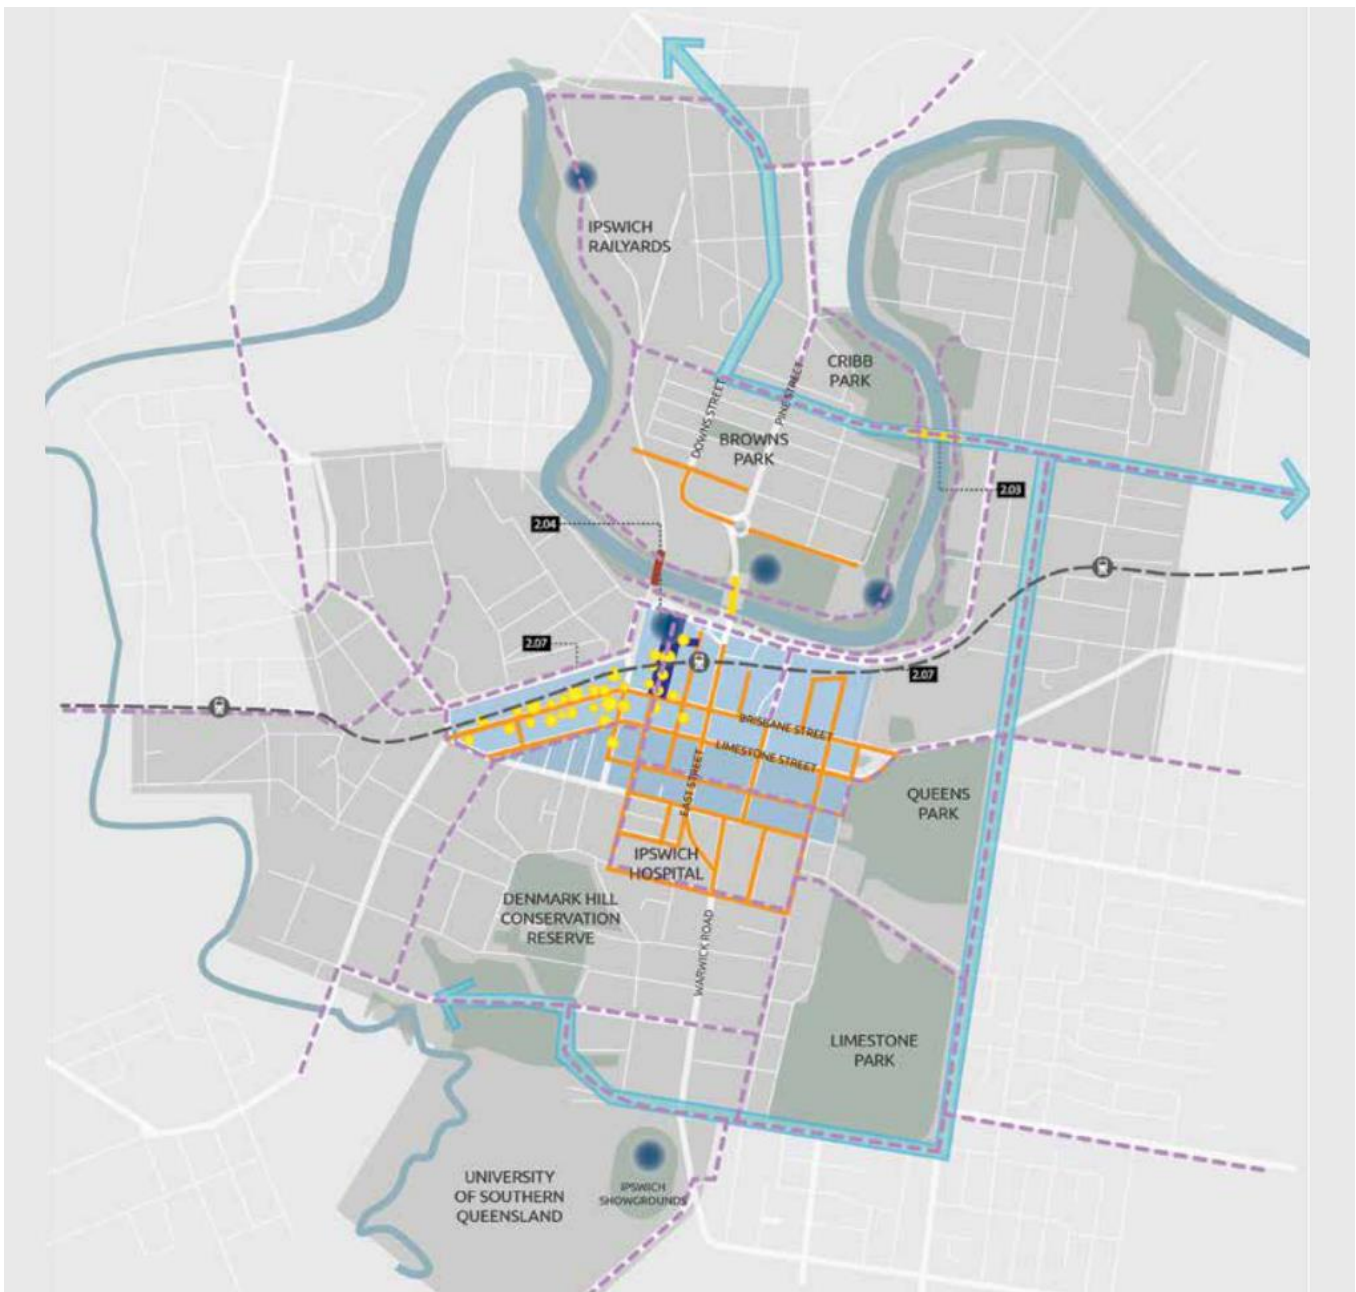 IPSWICH
RAILYARDS
CRIBB
PARK
DOWNS STREET
PINE STREET
BROWNS
PARK
2.03
2.04
2.07
2.07
BRISBANE STREET
LIMESTONE STREET
EAST STREET
QUEENS
PARK
IPSWICH
HOSPITAL
DENMARK HILL
CONSERVATION
RESERVE
WARWICK ROAD
LIMESTONE
PARK
UNIVERSITY
OF SOUTHERN
QUEENSLAND
IPSWICH
SHOWGROUNDS